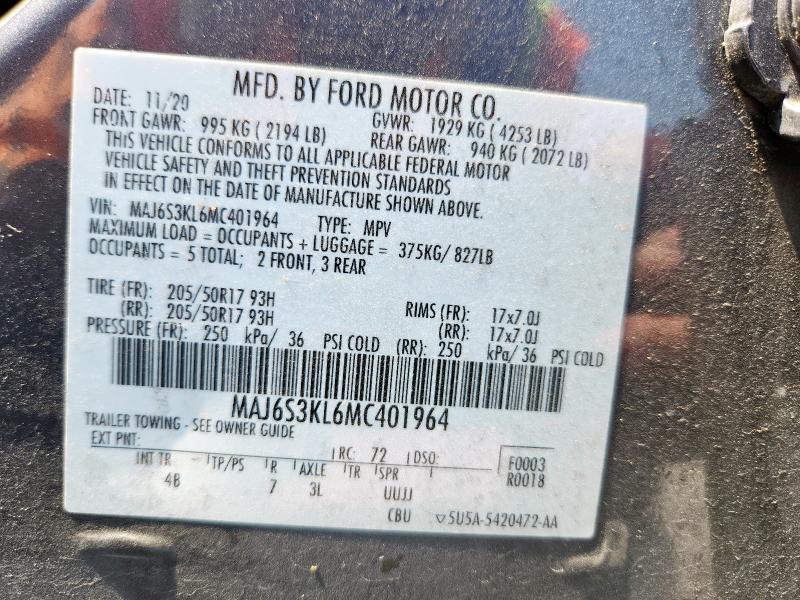 MFD. BY FORD MOTOR CO.
DATE: 11/20 GVWR: 1929 KG ( 4253 LB)
FRONT GAWR: 995 KG ( 2194 LB) REAR GAWR: 940 KG ( 2072 LB)
THIS VEHICLE CONFORMS TO ALL APPLICABLE FEDERAL MOTOR
VEHICLE SAFETY AND THEFT PREVENTION STANDARDS
IN EFFECT ON THE DATE OF MANUFACTURE SHOWN ABOVE.
VIN: MAJ6S3KL6MC401964 TYPE: MPV
MAXIMUM LOAD = OCCUPANTS + LUGGAGE = 375KG/ 827LB
OCCUPANTS = 5 TOTAL; 2 FRONT, 3 REAR
TIRE (FR): 205/50R17 93H RIMS (FR): 17x7.0J
(RR): 205/50R17 93H (RR): 17x7.0J
PRESSURE (FR): 250 kPa/ 36 PSI COLD (RR): 250 kPa/ 36 PSI COLD
MAJ6S3KL6MC401964
TRAILER TOWING - SEE OWNER GUIDE
EXT PNT: RC: 72 DSO: F0003
R0018
INT TR TP/PS R AXLE TR SPR
4B 7 3L UUJJ
CBU ▽5U5A-5420472-AA